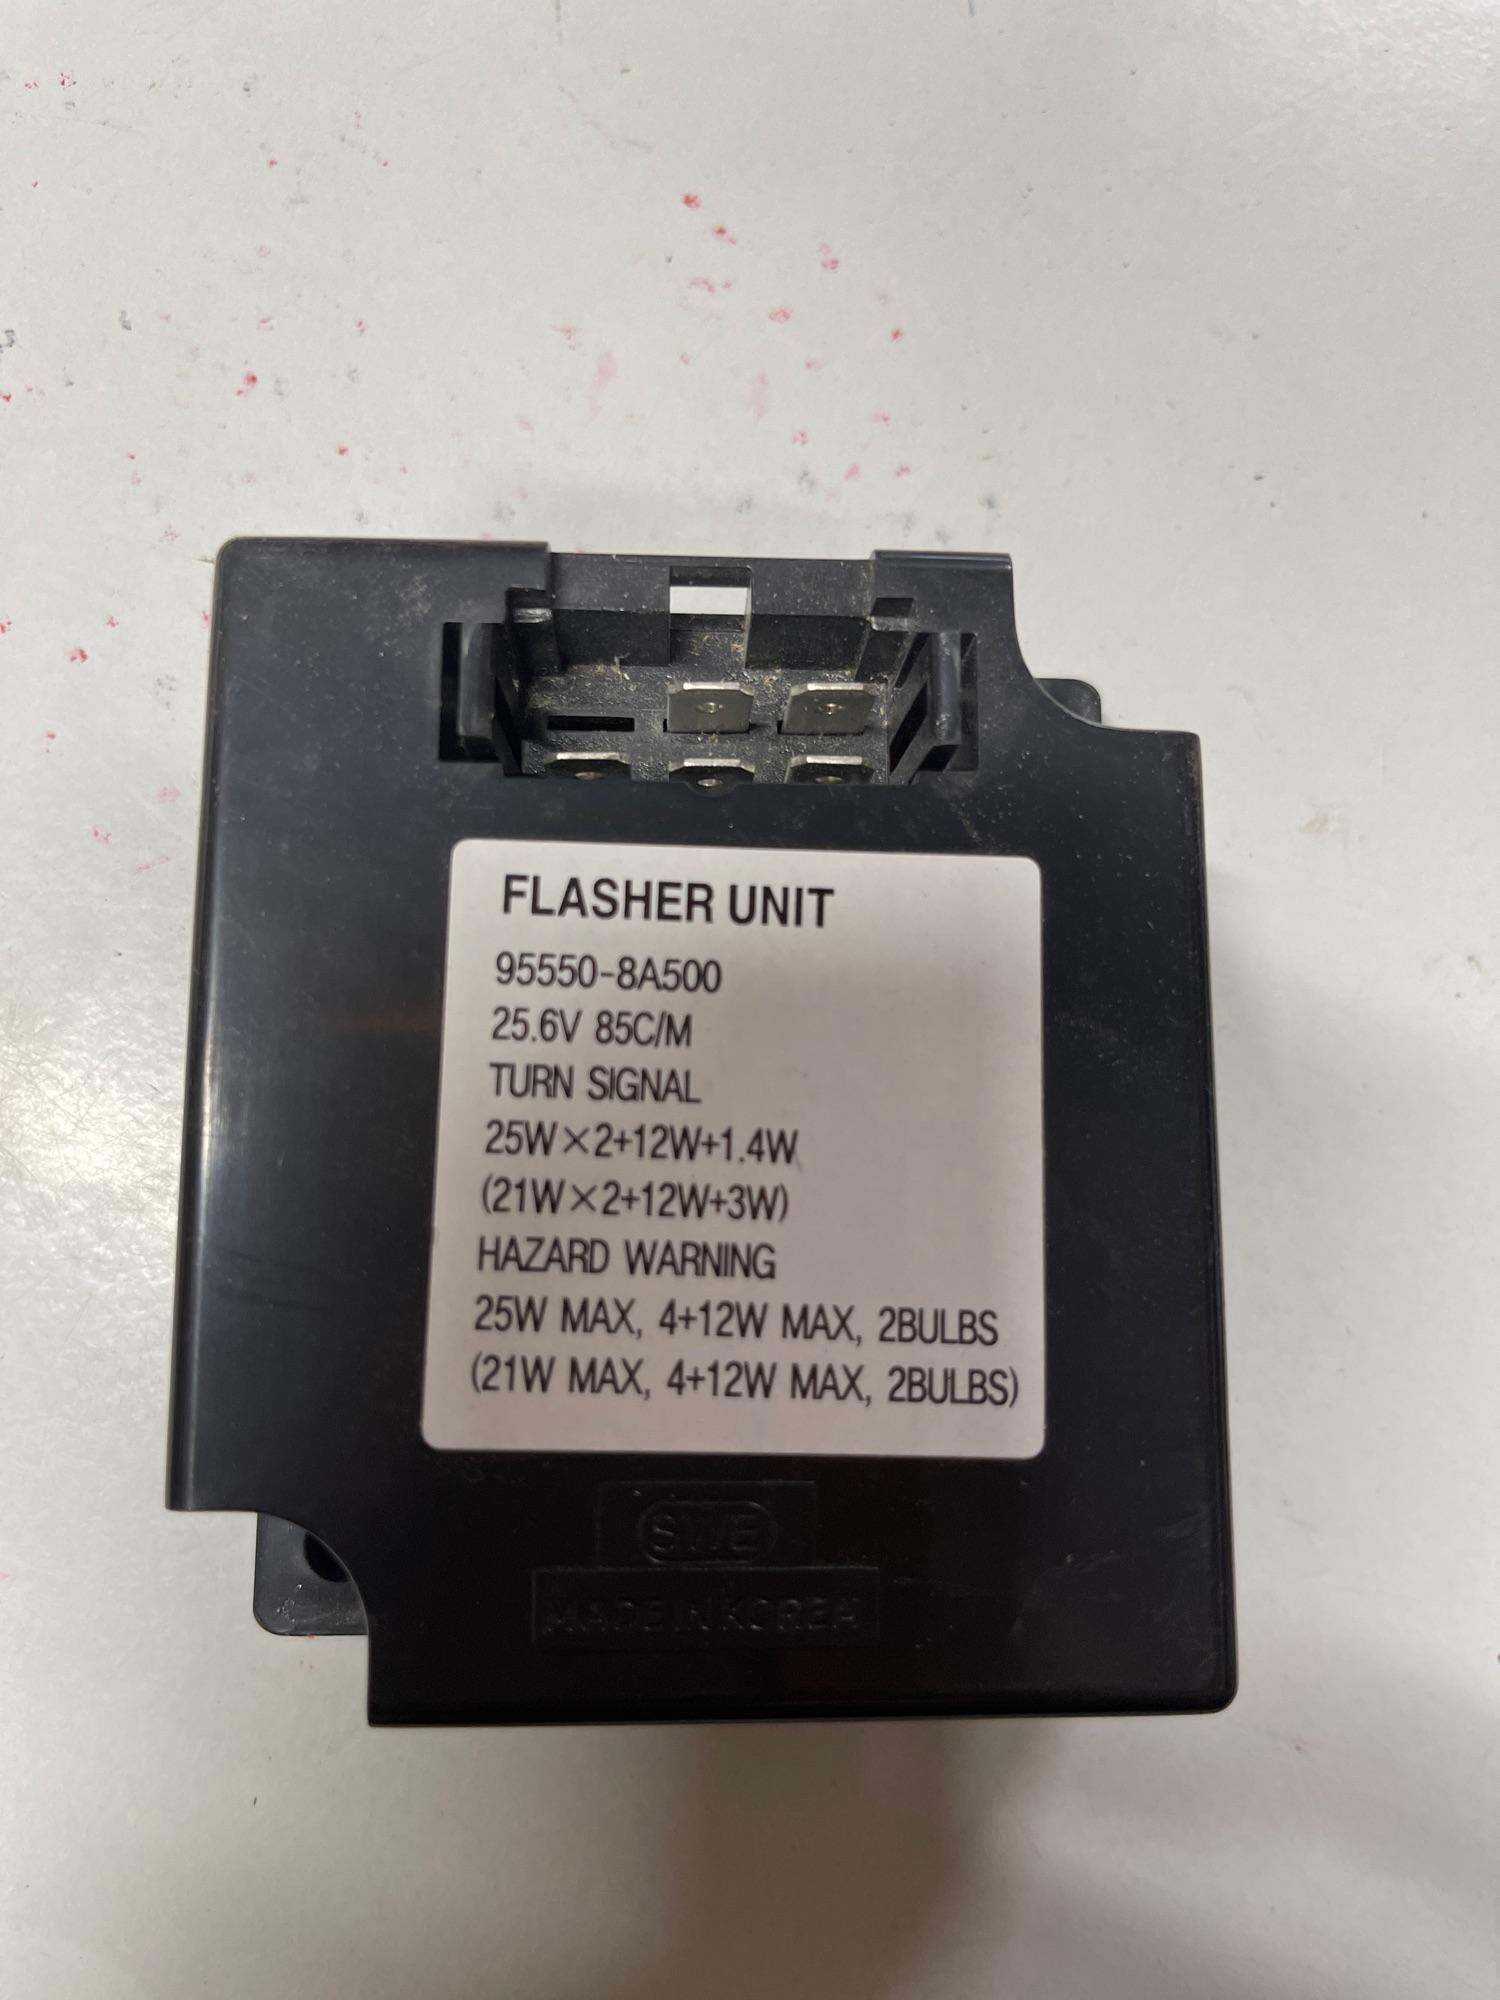 FLASHER UNIT
95550-8A500
25.6V 85C/M
TURN SIGNAL
25W×2+12W+1.4W
(21W×2+12W+3W)
HAZARD WARNING
25W MAX, 4+12W MAX, 2BULBS
(21W MAX, 4+12W MAX, 2BULBS)
SWE
MADE IN KOREA